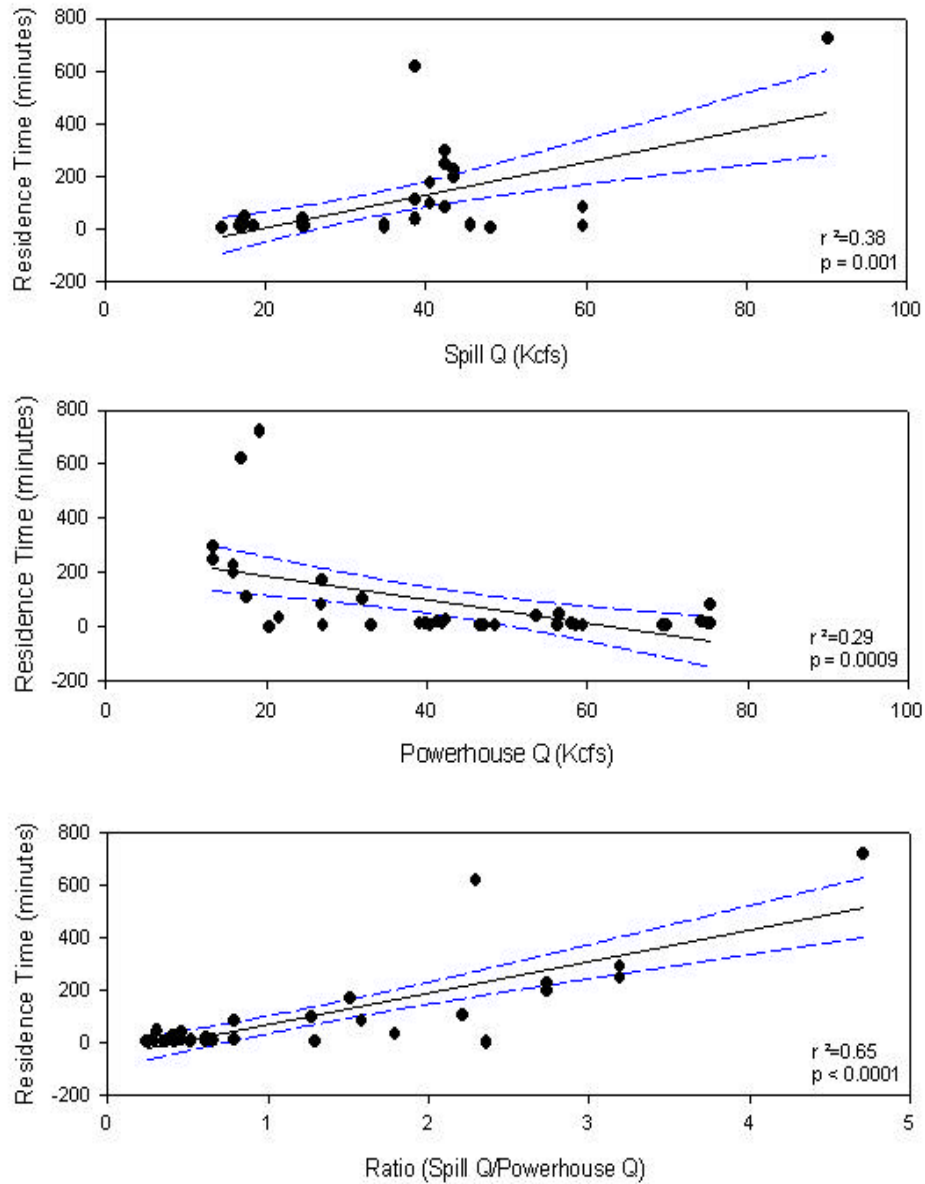 800
600
400
200
0
-200
Residence Time (minutes)
r ²=0.38
p = 0.001
0 20 40 60 80 100
Spill Q (Kcfs)
800
600
400
200
0
-200
Residence Time (minutes)
r ²=0.29
p = 0.0009
0 20 40 60 80 100
Powerhouse Q (Kcfs)
800
600
400
200
0
-200
Residence Time (minutes)
r ²=0.65
p < 0.0001
0 1 2 3 4 5
Ratio (Spill Q/Powerhouse Q)